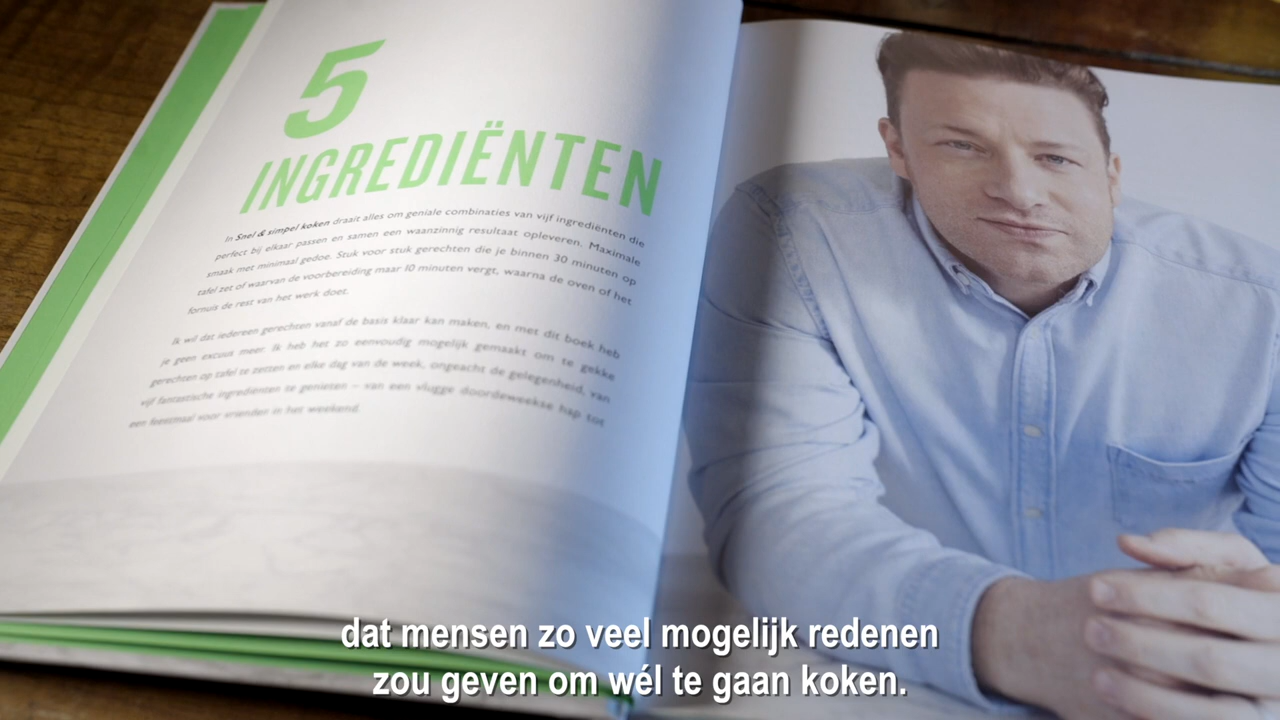 5
INGREDIËNTEN
In Snel & simpel koken draait alles om geniale combinaties van vijf ingrediënten die
perfect bij elkaar passen en samen een waanzinnig resultaat opleveren. Maximale
smaak met minimaal gedoe. Stuk voor stuk gerechten die je binnen 30 minuten op
tafel zet of waarvan de voorbereiding maar 10 minuten vergt, waarna de oven of het
fornuis de rest van het werk doet.
Ik wil dat iedereen gerechten vanaf de basis klaar kan maken, en met dit boek heb
je geen excuus meer. Ik heb het zo eenvoudig mogelijk gemaakt om te gekke
gerechten op tafel te zetten en elke dag van de week, ongeacht de gelegenheid, van
vijf fantastische ingrediënten te genieten – van een vlugge doordeweekse hap tot
een feestmaal voor vrienden in het weekend.
dat mensen zo veel mogelijk redenen
zou geven om wél te gaan koken.